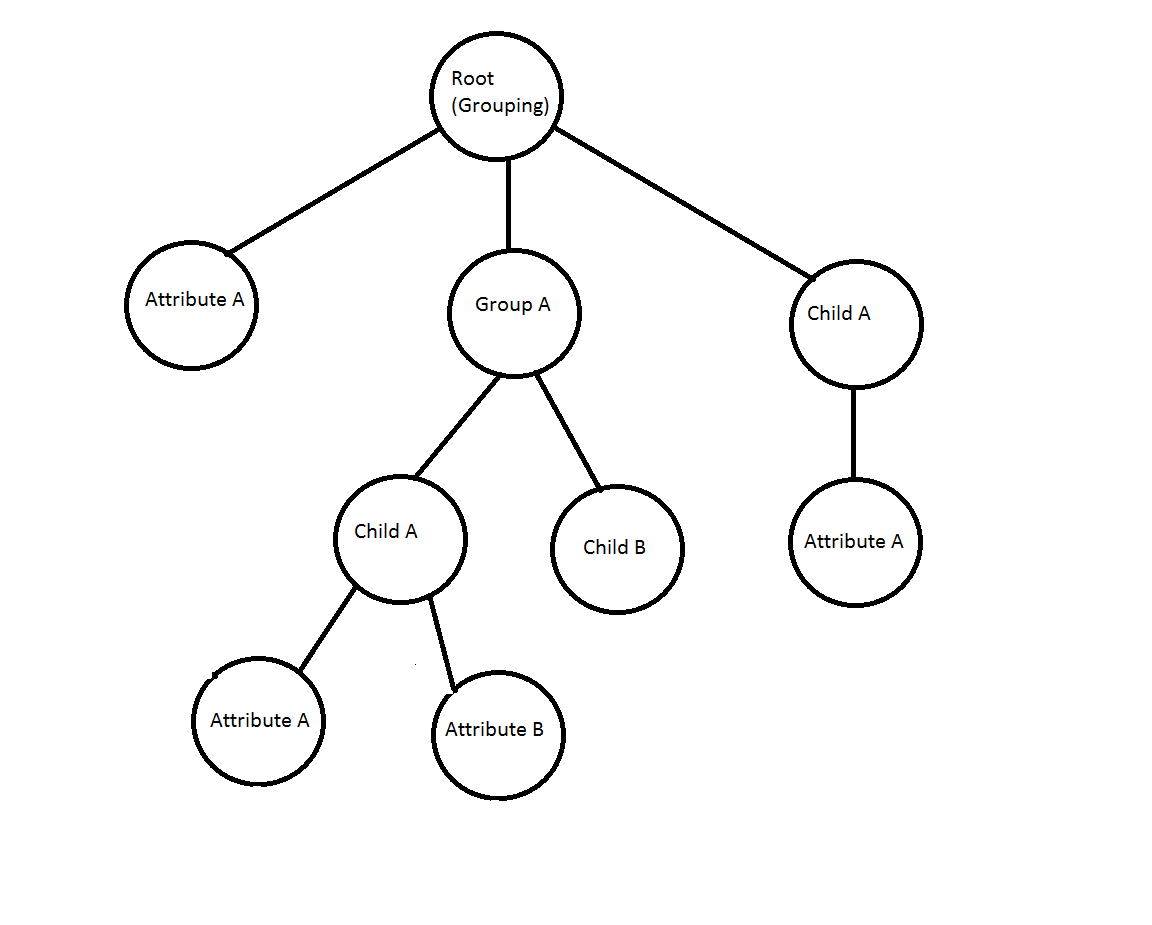 Root
(Grouping)
Attribute A
Group A
Child A
Child A
Child B
Attribute A
Attribute A
Attribute B